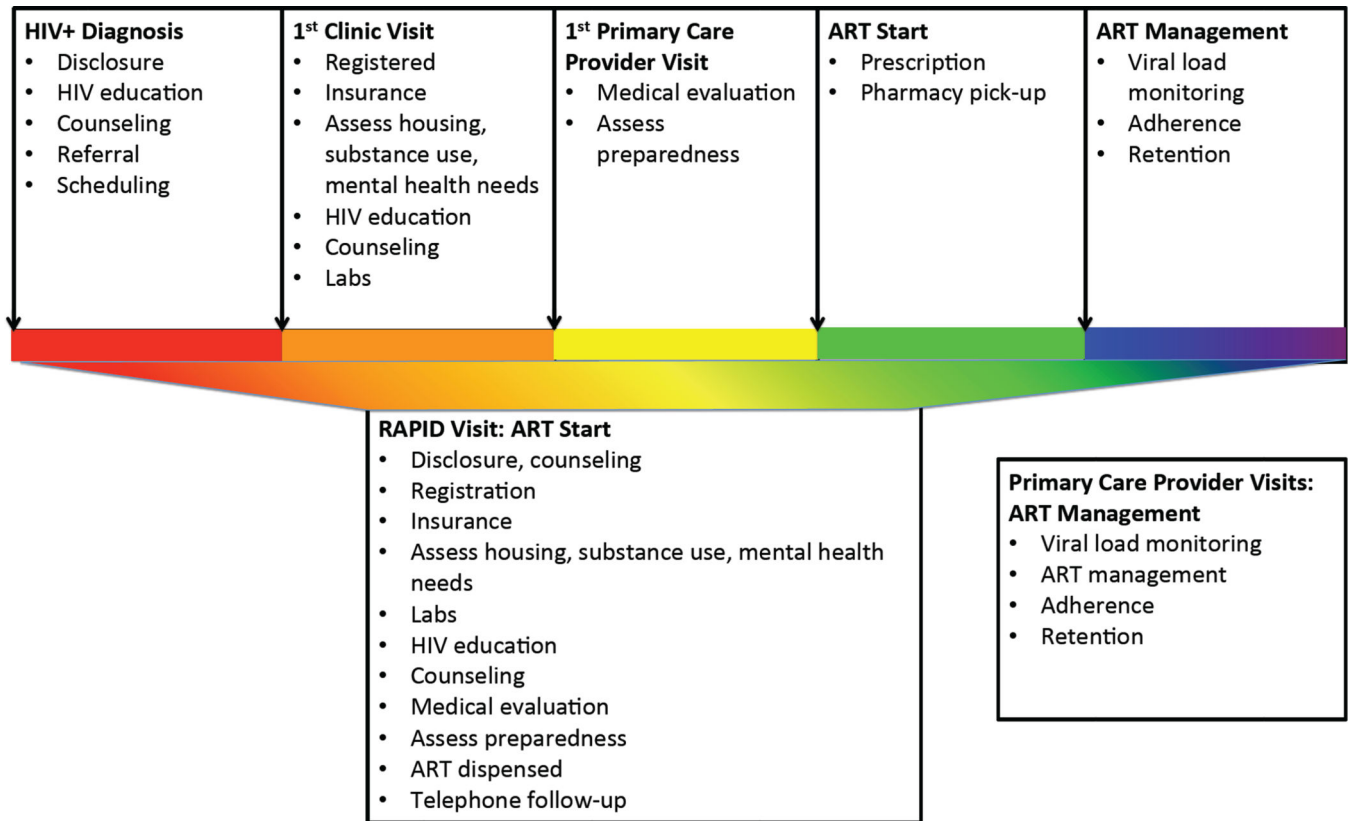 HIV+ Diagnosis
• Disclosure
• HIV education
• Counseling
• Referral
• Scheduling
1st Clinic Visit
• Registered
• Insurance
• Assess housing,
substance use,
mental health needs
• HIV education
• Counseling
• Labs
1st Primary Care
Provider Visit
• Medical evaluation
• Assess
preparedness
ART Start
• Prescription
• Pharmacy pick-up
ART Management
• Viral load
monitoring
• Adherence
• Retention
RAPID Visit: ART Start
• Disclosure, counseling
• Registration
• Insurance
• Assess housing, substance use, mental health
needs
• Labs
• HIV education
• Counseling
• Medical evaluation
• Assess preparedness
• ART dispensed
• Telephone follow-up
Primary Care Provider Visits:
ART Management
• Viral load monitoring
• ART management
• Adherence
• Retention